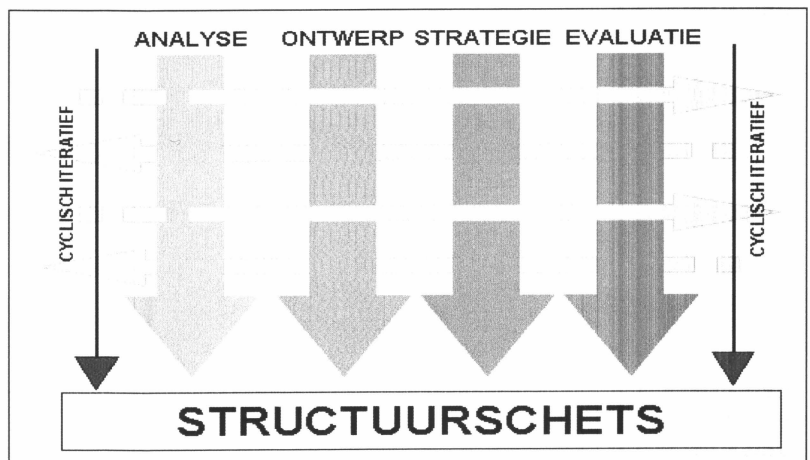 ANALYSE ONTWERP STRATEGIE EVALUATIE
CYCLISCH ITERATIEF
CYCLISCH ITERATIEF
STRUCTUURSCHETS